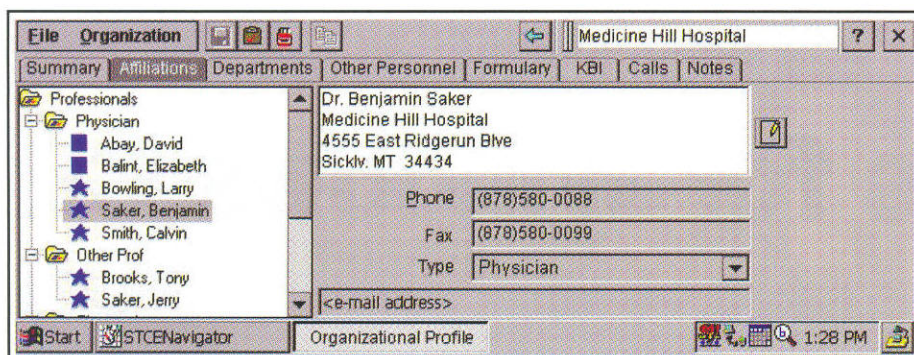 File Organization
Medicine Hill Hospital
?
×
Summary Affiliations Departments Other Personnel Formulary KBI Calls Notes
Professionals
Physician
Abay, David
Balint, Elizabeth
Bowling, Larry
Saker, Benjamin
Smith, Calvin
Other Prof
Brooks, Tony
Saker, Jerry
Dr. Benjamin Saker
Medicine Hill Hospital
4555 East Ridgerun Blve
Sicklv, MT 34434
Phone (878)580-0088
Fax (878)580-0099
Type Physician
<e-mail address>
Start STCENavigator Organizational Profile 1:28 PM